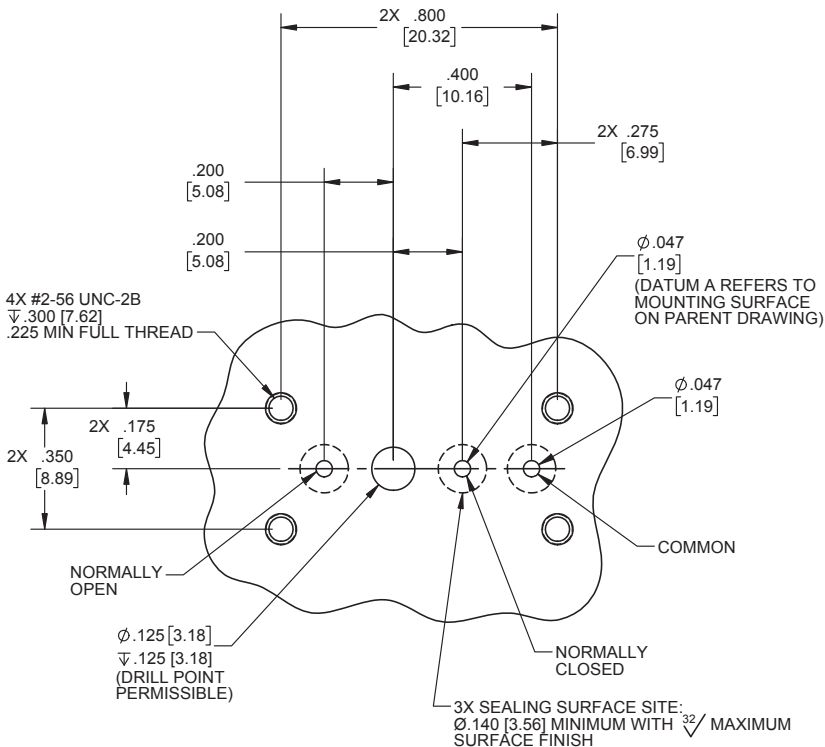 2X .800
[20.32]
.400
[10.16]
2X .275
[6.99]
.200
[5.08]
.200
[5.08]
⌀.047
[1.19]
(DATUM A REFERS TO
MOUNTING SURFACE
ON PARENT DRAWING)
4X #2-56 UNC-2B
↧.300 [7.62]
.225 MIN FULL THREAD
⌀.047
[1.19]
2X .175
[4.45]
2X .350
[8.89]
COMMON
NORMALLY
OPEN
⌀.125 [3.18]
↧.125 [3.18]
(DRILL POINT
PERMISSIBLE)
NORMALLY
CLOSED
3X SEALING SURFACE SITE:
Ø.140 [3.56] MINIMUM WITH 32/ MAXIMUM
SURFACE FINISH